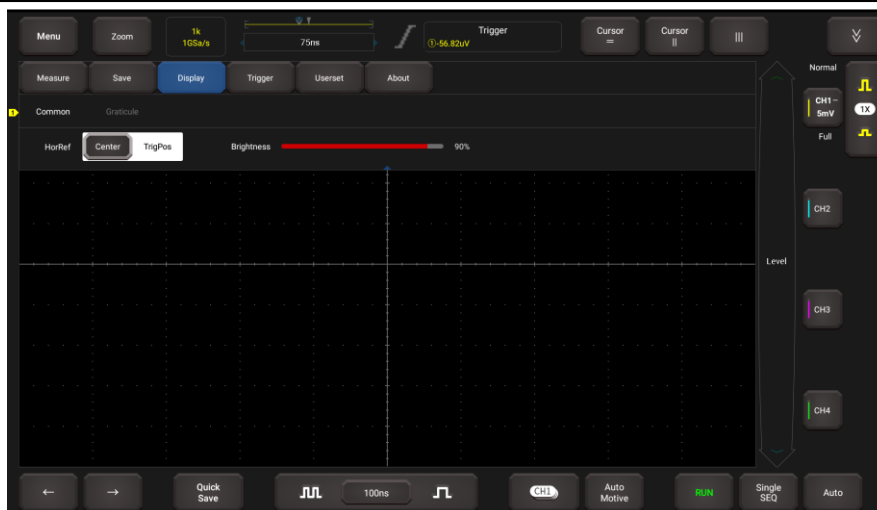 Menu
Zoom
1k
1GSa/s
75ns
Trigger
①-56.82uV
Cursor
=
Cursor
||
|||
Measure
Save
Display
Trigger
Userset
About
Normal
1
Common
Graticule
CH1
5mV
1X
Full
HorRef
Center
TrigPos
Brightness
90%
CH2
Level
CH3
CH4
←
→
Quick
Save
100ns
CH1
Auto
Motive
RUN
Single
SEQ
Auto